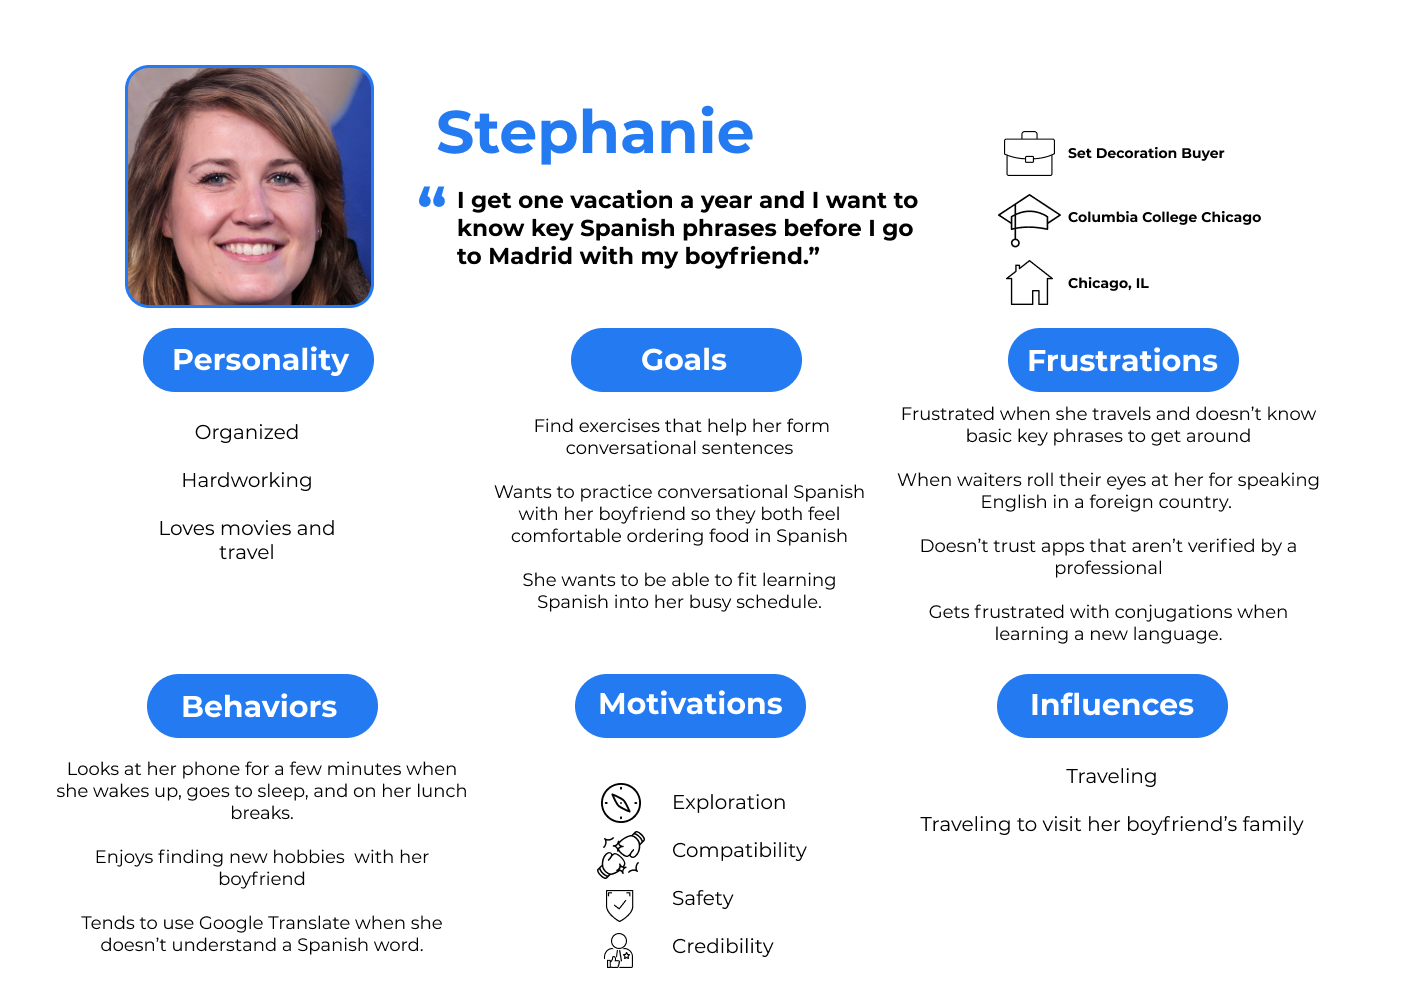 Stephanie
“ I get one vacation a year and I want to
know key Spanish phrases before I go
to Madrid with my boyfriend.”
Set Decoration Buyer
Columbia College Chicago
Chicago, IL
Personality
Organized
Hardworking
Loves movies and
travel
Goals
Find exercises that help her form
conversational sentences
Wants to practice conversational Spanish
with her boyfriend so they both feel
comfortable ordering food in Spanish
She wants to be able to fit learning
Spanish into her busy schedule.
Frustrations
Frustrated when she travels and doesn’t know
basic key phrases to get around
When waiters roll their eyes at her for speaking
English in a foreign country.
Doesn’t trust apps that aren’t verified by a
professional
Gets frustrated with conjugations when
learning a new language.
Behaviors
Looks at her phone for a few minutes when
she wakes up, goes to sleep, and on her lunch
breaks.
Enjoys finding new hobbies  with her
boyfriend
Tends to use Google Translate when she
doesn’t understand a Spanish word.
Motivations
Exploration
Compatibility
Safety
Credibility
Influences
Traveling
Traveling to visit her boyfriend’s family